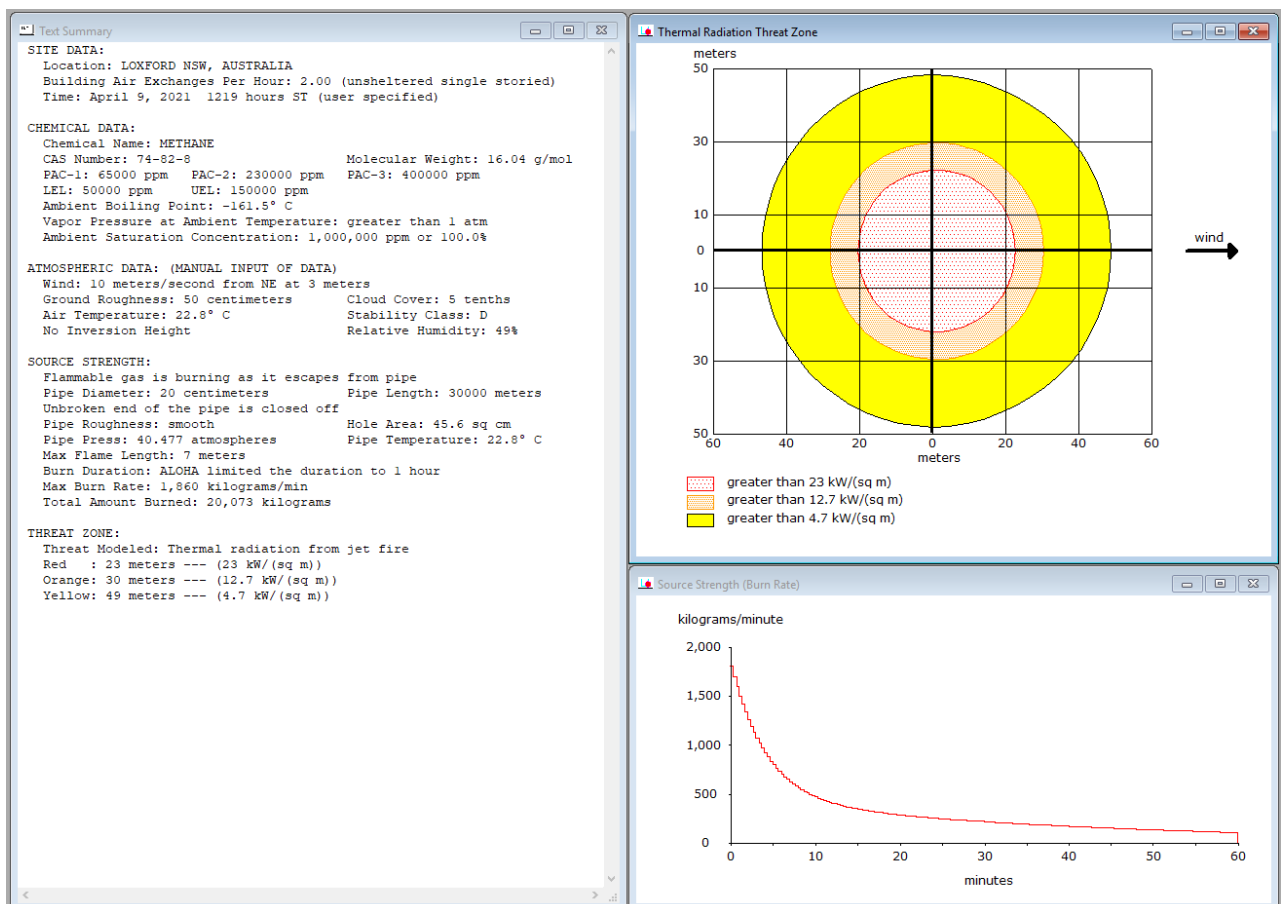 Text Summary
SITE DATA:
Location: LOXFORD NSW, AUSTRALIA
Building Air Exchanges Per Hour: 2.00 (unsheltered single storied)
Time: April 9, 2021 1219 hours ST (user specified)
CHEMICAL DATA:
Chemical Name: METHANE
CAS Number: 74-82-8 Molecular Weight: 16.04 g/mol
PAC-1: 65000 ppm PAC-2: 230000 ppm PAC-3: 400000 ppm
LEL: 50000 ppm UEL: 150000 ppm
Ambient Boiling Point: -161.5° C
Vapor Pressure at Ambient Temperature: greater than 1 atm
Ambient Saturation Concentration: 1,000,000 ppm or 100.0%
ATMOSPHERIC DATA: (MANUAL INPUT OF DATA)
Wind: 10 meters/second from NE at 3 meters
Ground Roughness: 50 centimeters Cloud Cover: 5 tenths
Air Temperature: 22.8° C Stability Class: D
No Inversion Height Relative Humidity: 49%
SOURCE STRENGTH:
Flammable gas is burning as it escapes from pipe
Pipe Diameter: 20 centimeters Pipe Length: 30000 meters
Unbroken end of the pipe is closed off
Pipe Roughness: smooth Hole Area: 45.6 sq cm
Pipe Press: 40.477 atmospheres Pipe Temperature: 22.8° C
Max Flame Length: 7 meters
Burn Duration: ALOHA limited the duration to 1 hour
Max Burn Rate: 1,860 kilograms/min
Total Amount Burned: 20,073 kilograms
THREAT ZONE:
Threat Modeled: Thermal radiation from jet fire
Red : 23 meters --- (23 kW/(sq m))
Orange: 30 meters --- (12.7 kW/(sq m))
Yellow: 49 meters --- (4.7 kW/(sq m))
Thermal Radiation Threat Zone
meters
50
30
10
0
10
30
50
60 40 20 0 20 40 60
meters
wind
greater than 23 kW/(sq m)
greater than 12.7 kW/(sq m)
greater than 4.7 kW/(sq m)
Source Strength (Burn Rate)
kilograms/minute
2,000
1,500
1,000
500
0
0 10 20 30 40 50 60
minutes